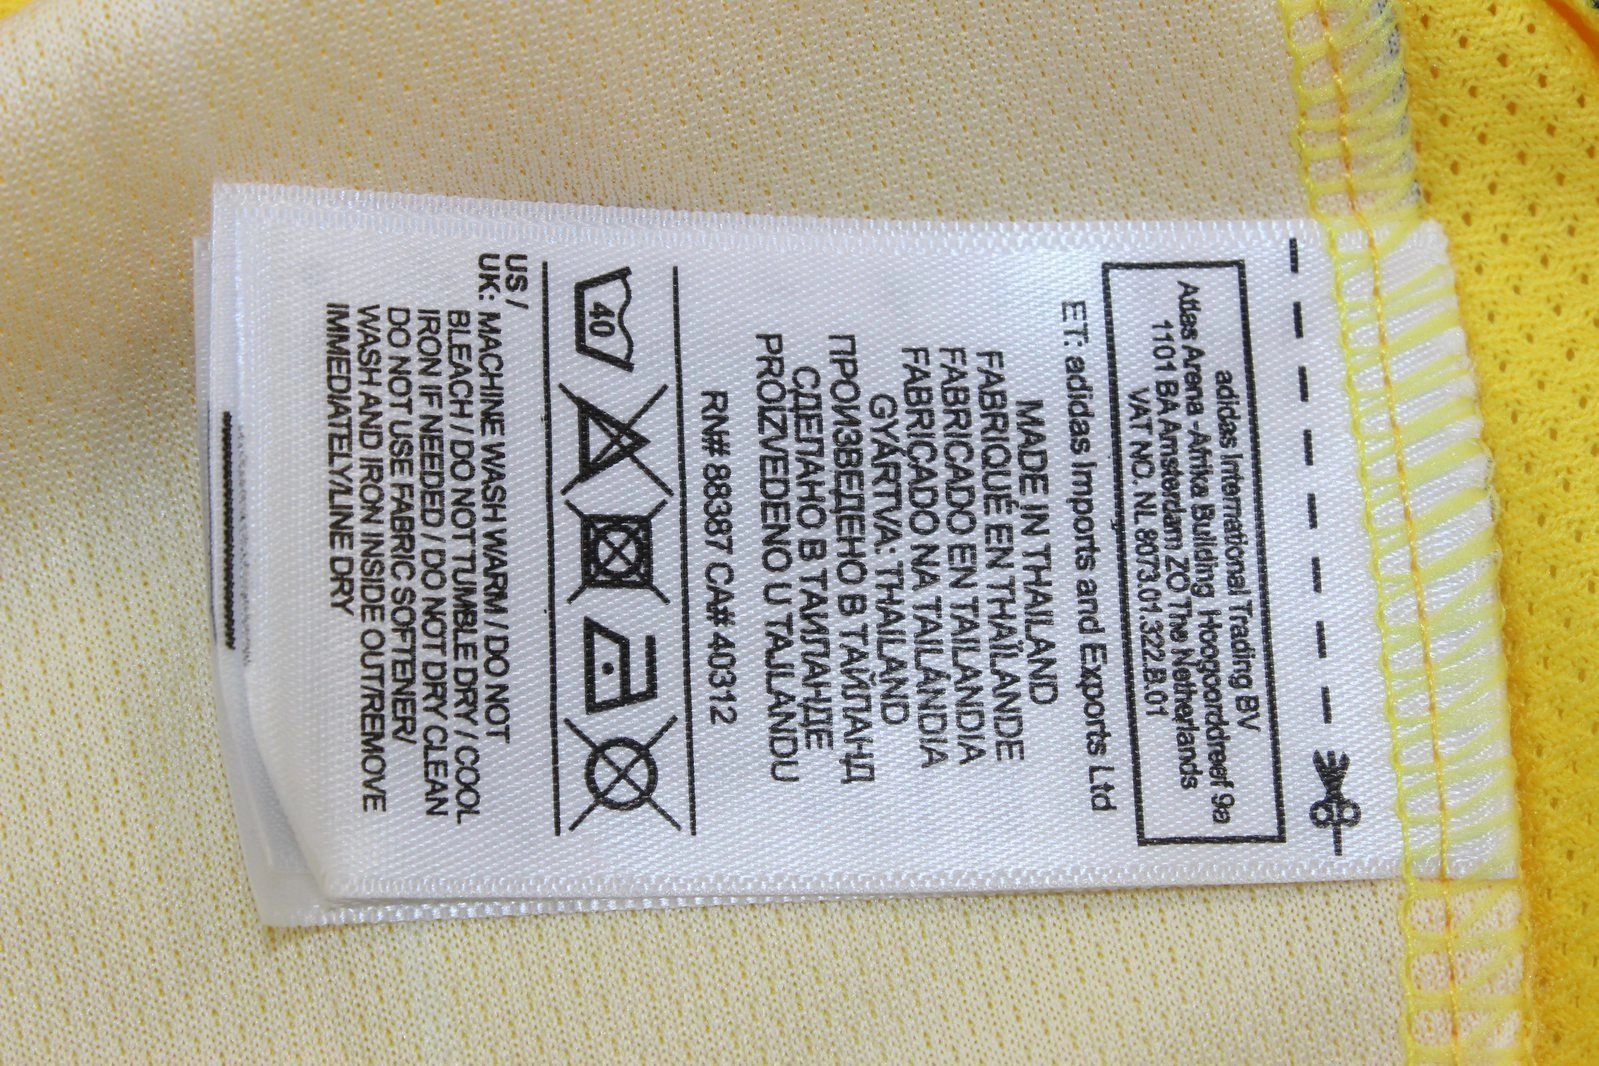 adidas International Trading BV
Atlas Arena -Afrika Building, Hoogoorddreef 9a
1101 BA Amsterdam ZO The Netherlands
VAT NO. NL 8073.01.322.B.01
ET: adidas Imports and Exports Ltd
MADE IN THAILAND
FABRIQUÉ EN THAÏLANDE
FABRICADO EN TAILANDIA
FABRICADO NA TAILÂNDIA
GYÁRTVA: THAILAND
ПРОИЗВЕДЕНО В ТАЙЛАНД
СДЕЛАНО В ТАИЛАНДЕ
PROIZVEDENO U TAJLANDU
RN# 88387 CA# 40312
40
US /
UK: MACHINE WASH WARM / DO NOT
BLEACH / DO NOT TUMBLE DRY / COOL
IRON IF NEEDED / DO NOT DRY CLEAN
DO NOT USE FABRIC SOFTENER/
WASH AND IRON INSIDE OUT/REMOVE
IMMEDIATELY/LINE DRY